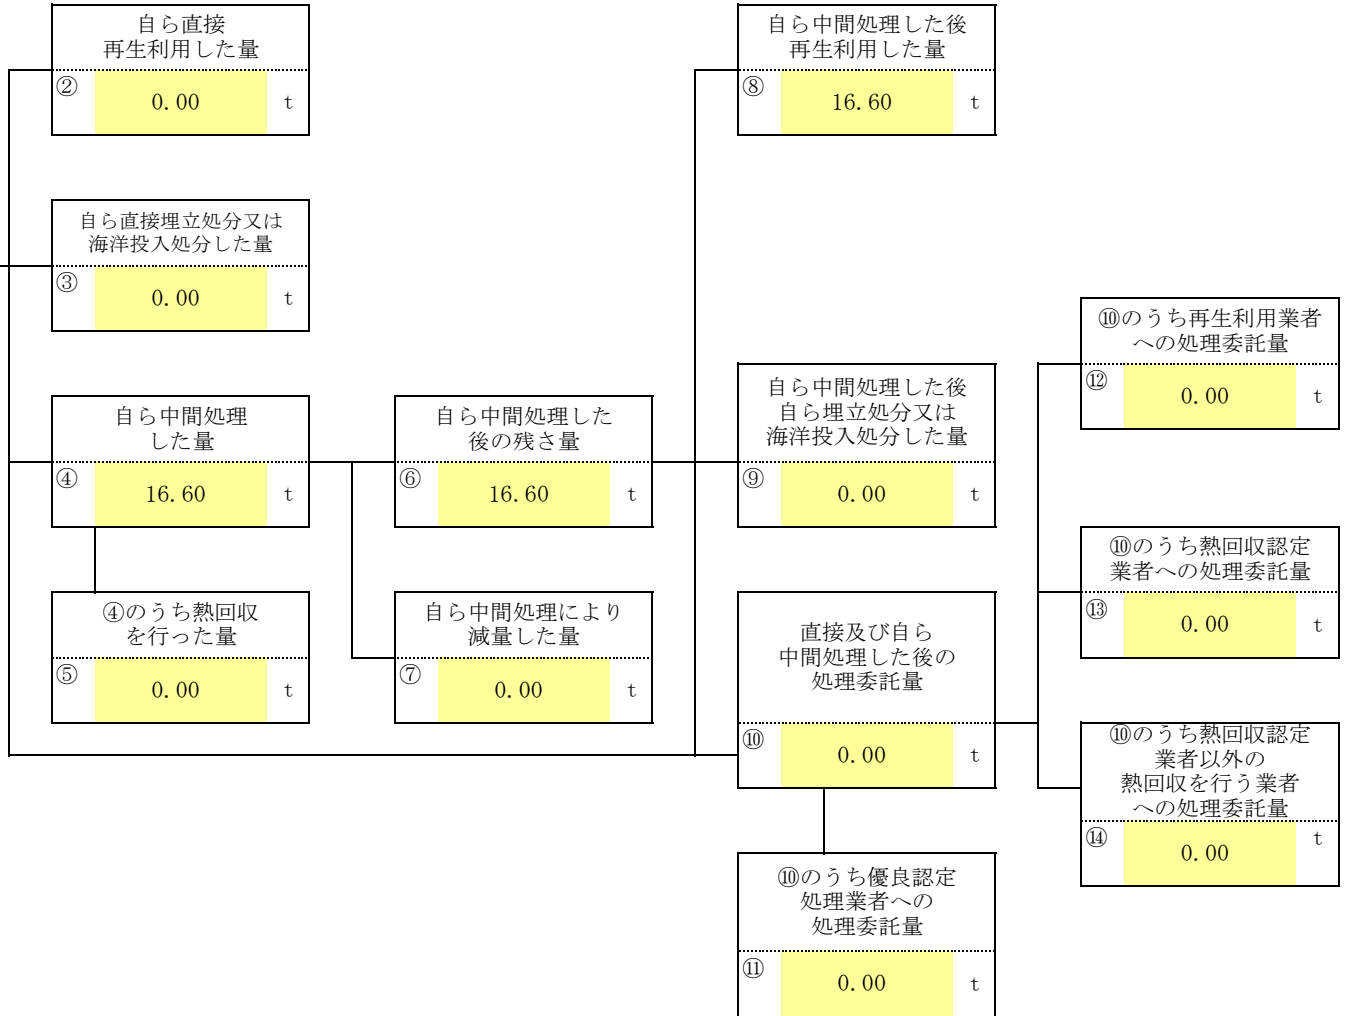 自ら直接
再生利用した量
②
0.00 t
自ら直接埋立処分又は
海洋投入処分した量
③
0.00 t
自ら中間処理
した量
④
16.60 t
④のうち熱回収
を行った量
⑤
0.00 t
自ら中間処理した
後の残さ量
⑥
16.60 t
自ら中間処理により
減量した量
⑦
0.00 t
自ら中間処理した後
再生利用した量
⑧
16.60 t
自ら中間処理した後
自ら埋立処分又は
海洋投入処分した量
⑨
0.00 t
直接及び自ら
中間処理した後の
処理委託量
⑩
0.00 t
⑩のうち優良認定
処理業者への
処理委託量
⑪
0.00 t
⑩のうち再生利用業者
への処理委託量
⑫
0.00 t
⑩のうち熱回収認定
業者への処理委託量
⑬
0.00 t
⑩のうち熱回収認定
業者以外の
熱回収を行う業者
への処理委託量
⑭
0.00 t